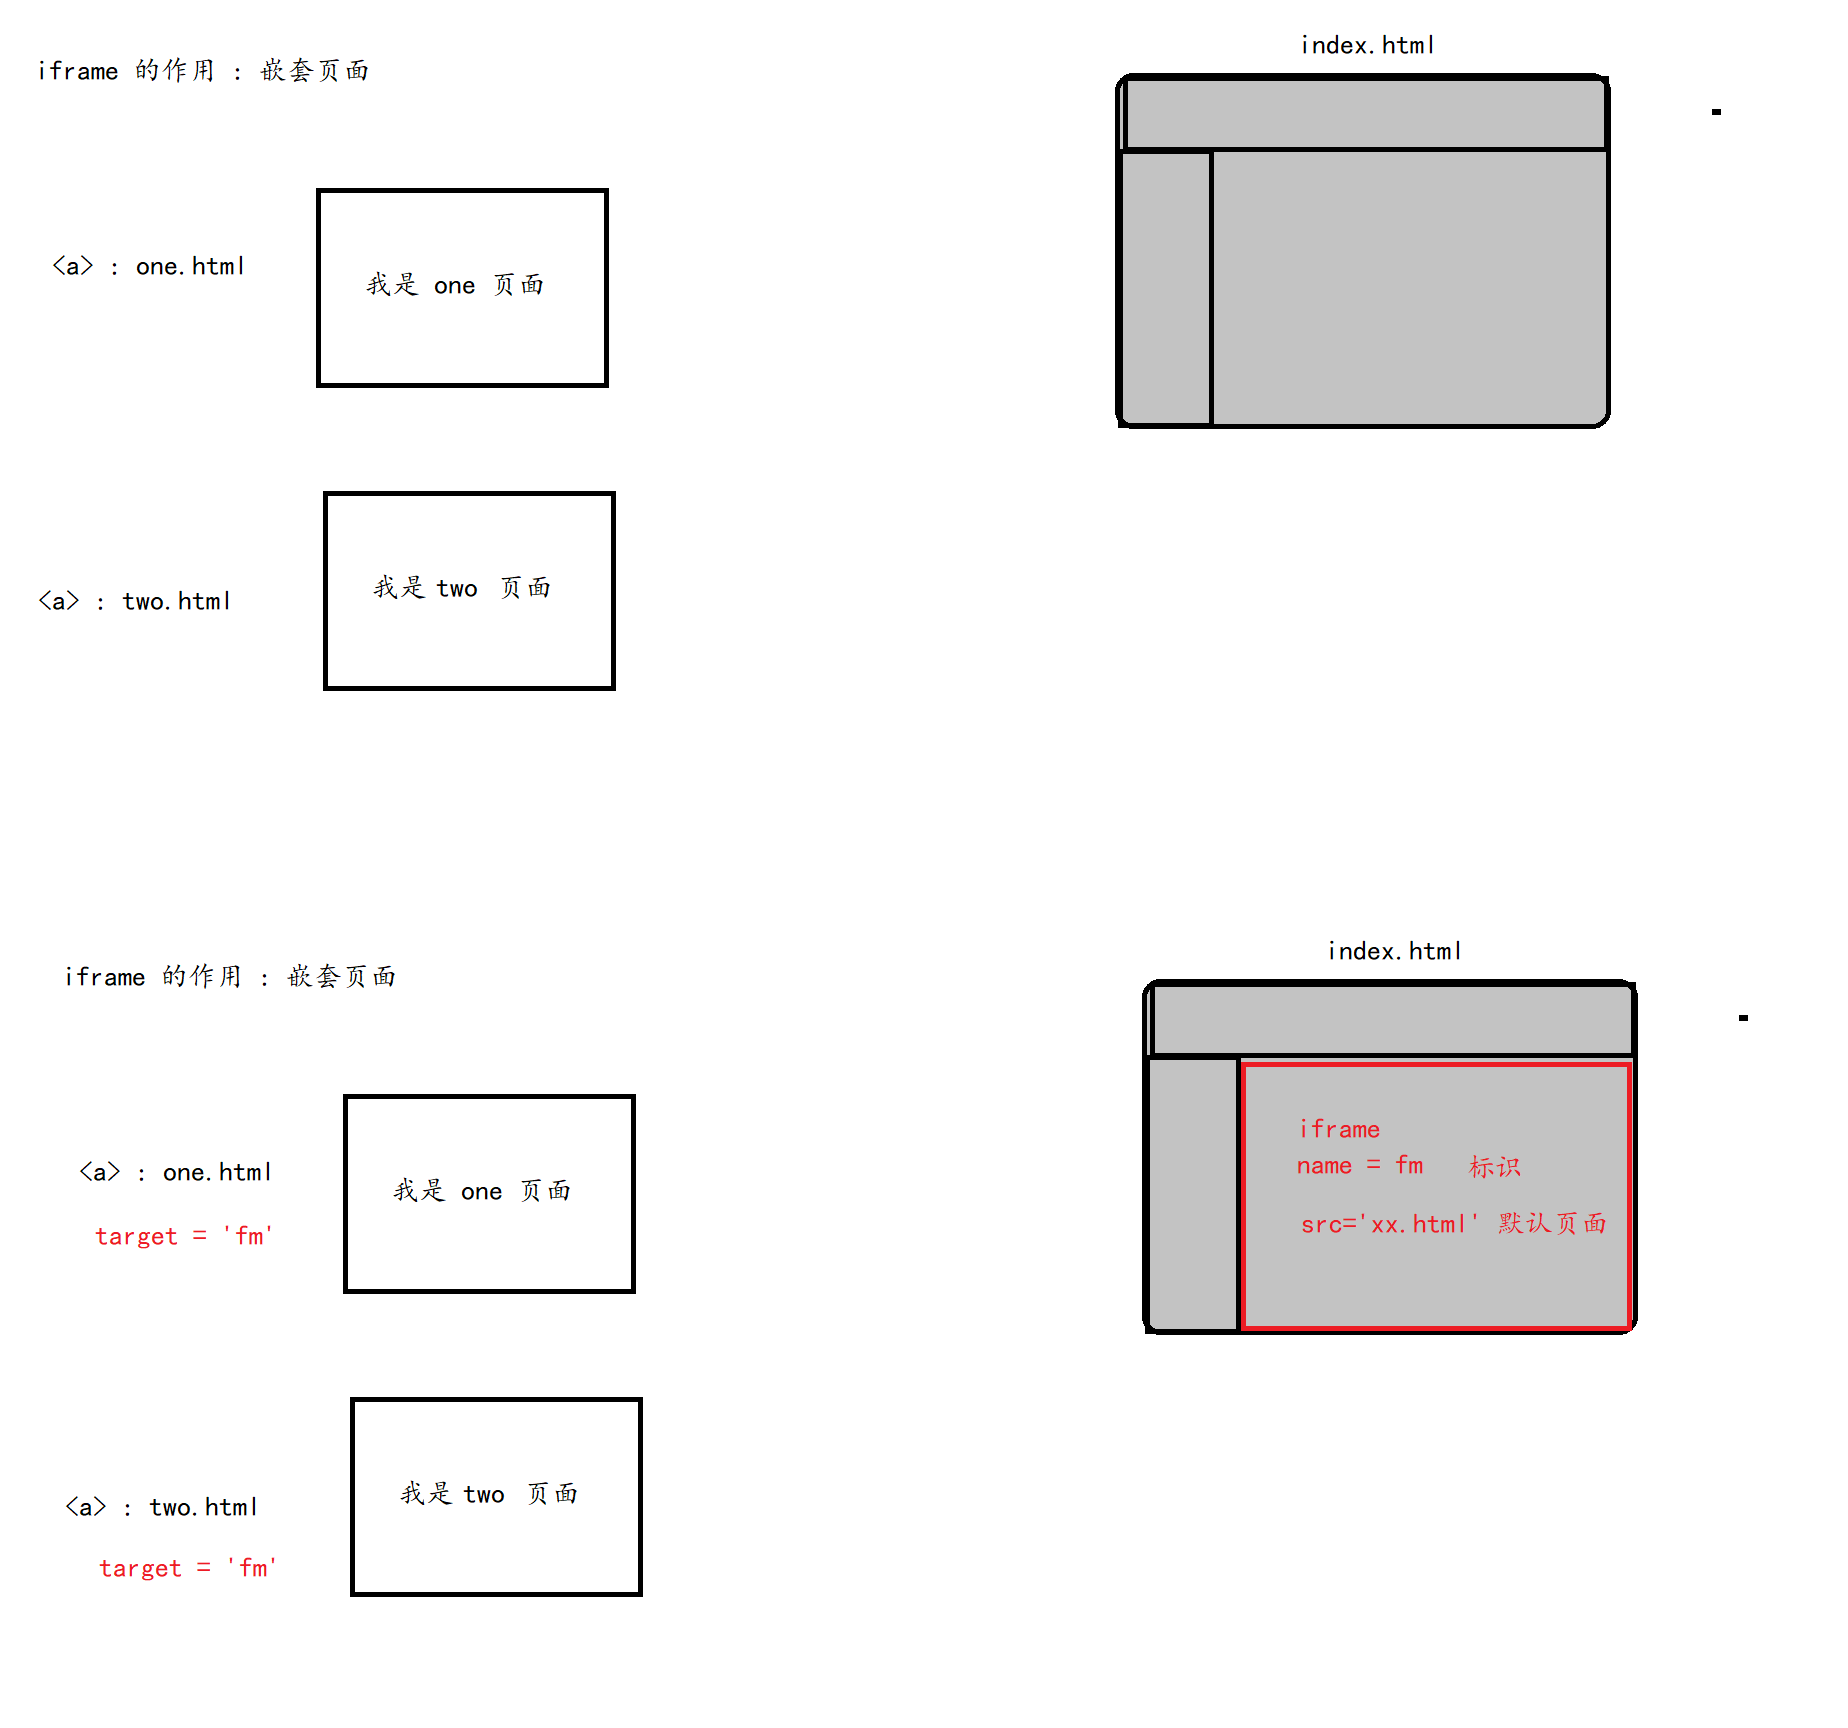 index.html
iframe 的作用 : 嵌套页面
<a> : one.html
我是 one 页面
我是 two 页面
<a> : two.html
index.html
iframe 的作用 : 嵌套页面
iframe
name = fm 标识
<a> : one.html
我是 one 页面
src='xx.html' 默认页面
target = 'fm'
我是 two 页面
<a> : two.html
target = 'fm'